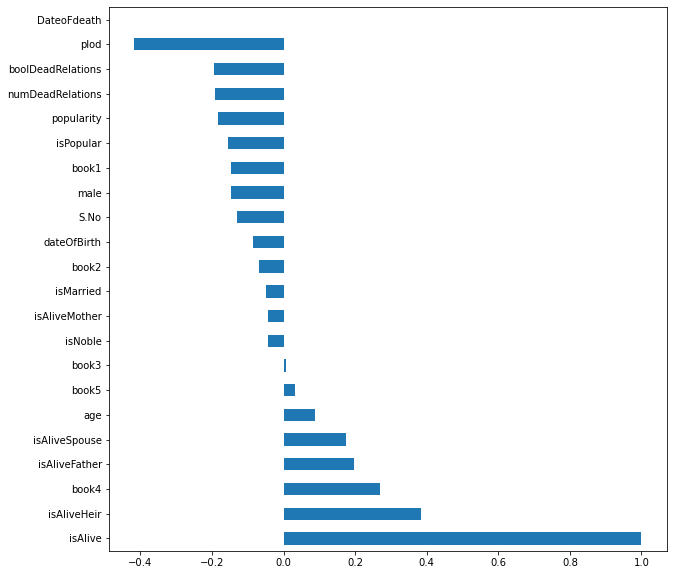 DateoFdeath
plod
boolDeadRelations
numDeadRelations
popularity
isPopular
book1
male
S.No
dateOfBirth
book2
isMarried
isAliveMother
isNoble
book3
book5
age
isAliveSpouse
isAliveFather
book4
isAliveHeir
isAlive
−0.4 −0.2 0.0 0.2 0.4 0.6 0.8 1.0